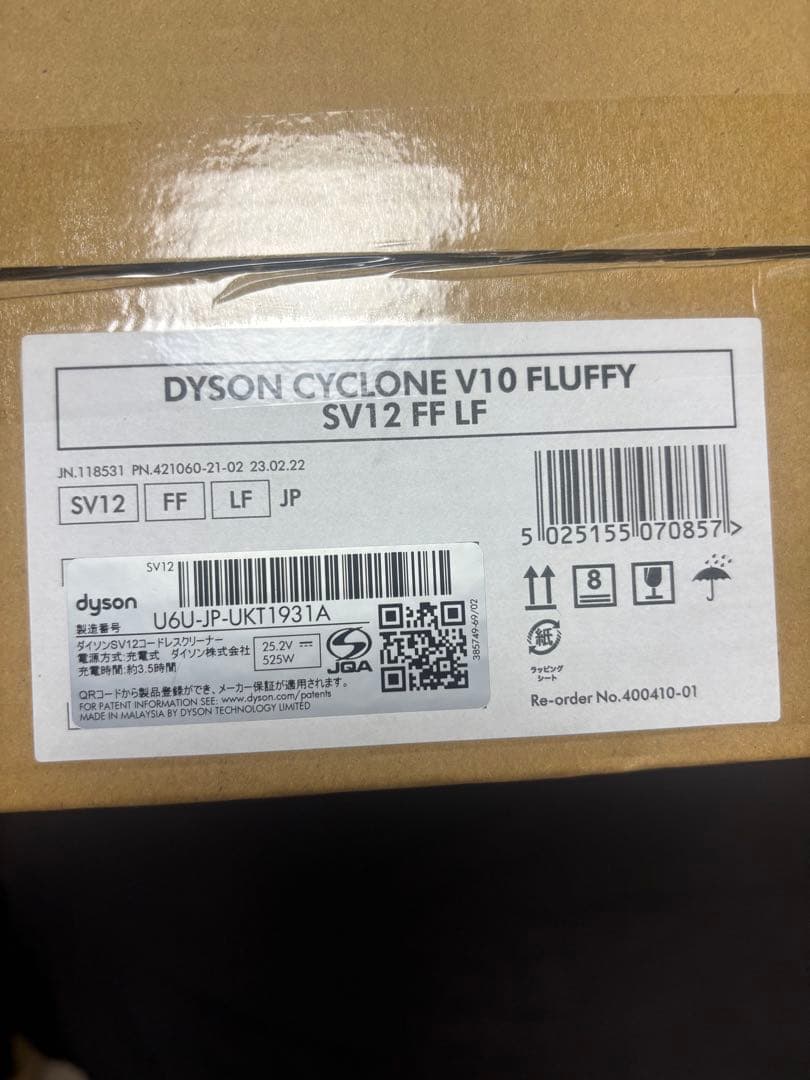 DYSON CYCLONE V10 FLUFFY
SV12 FF LF
JN.118531 PN.421060-21-02 23.02.22
SV12 FF LF JP
5 025155 070857 >
SV12
dyson
製造番号 U6U-JP-UKT1931A
ダイソンSV12コードレスクリーナー
電源方式:充電式 ダイソン株式会社
充電時間:約3.5時間
25.2V
525W
JQA
385749-69/02
QRコードから製品登録ができ、メーカー保証が適用されます。
FOR PATENT INFORMATION SEE: www.dyson.com/patents
MADE IN MALAYSIA BY DYSON TECHNOLOGY LIMITED
8
紙
ラッピング
シート
Re-order No.400410-01